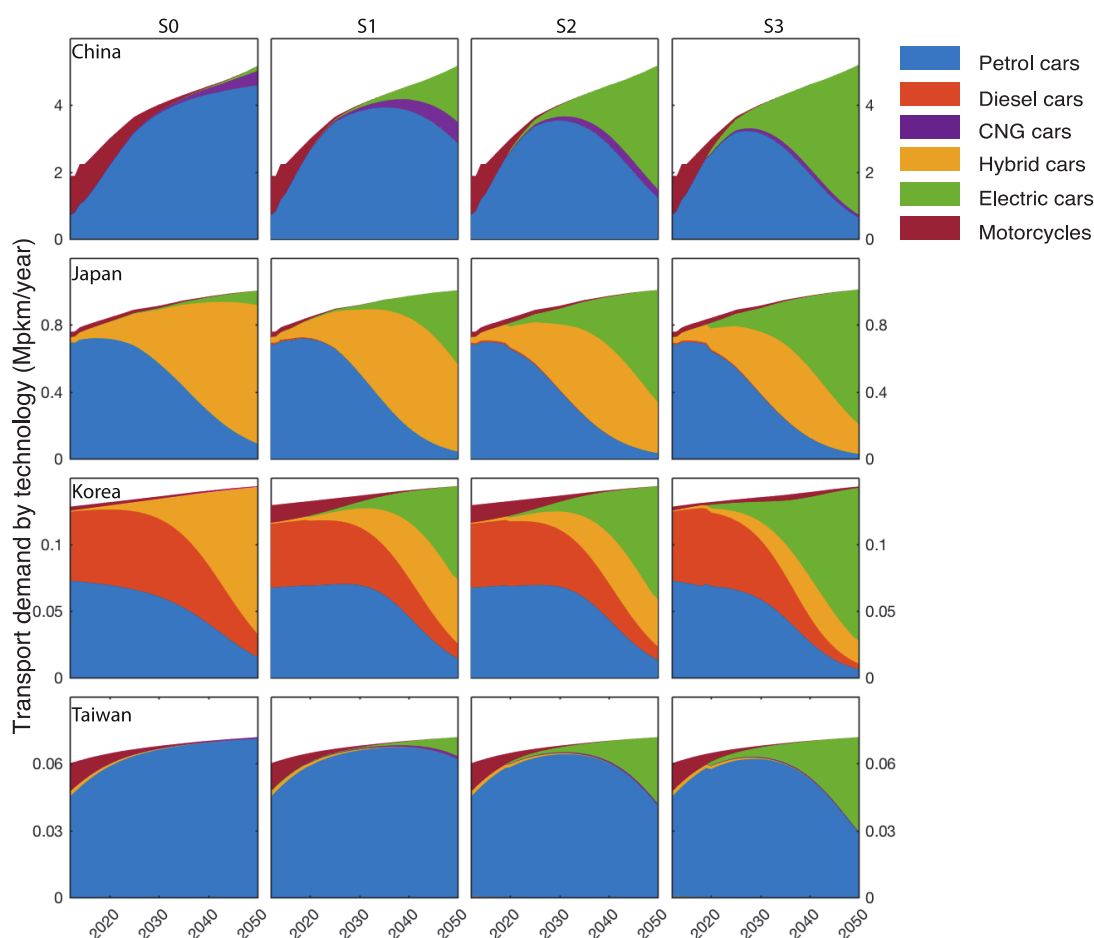 S0 S1 S2 S3
China
Petrol cars
Diesel cars
CNG cars
Hybrid cars
Electric cars
Motorcycles
4 4
2 2
0 0
Transport demand by technology (Mpkm/year)
Japan
0.8 0.8
0.4 0.4
0 0
Korea
0.1 0.1
0.05 0.05
0 0
Taiwan
0.06 0.06
0.03 0.03
0 0
2020 2030 2040 2050 2020 2030 2040 2050 2020 2030 2040 2050 2020 2030 2040 2050